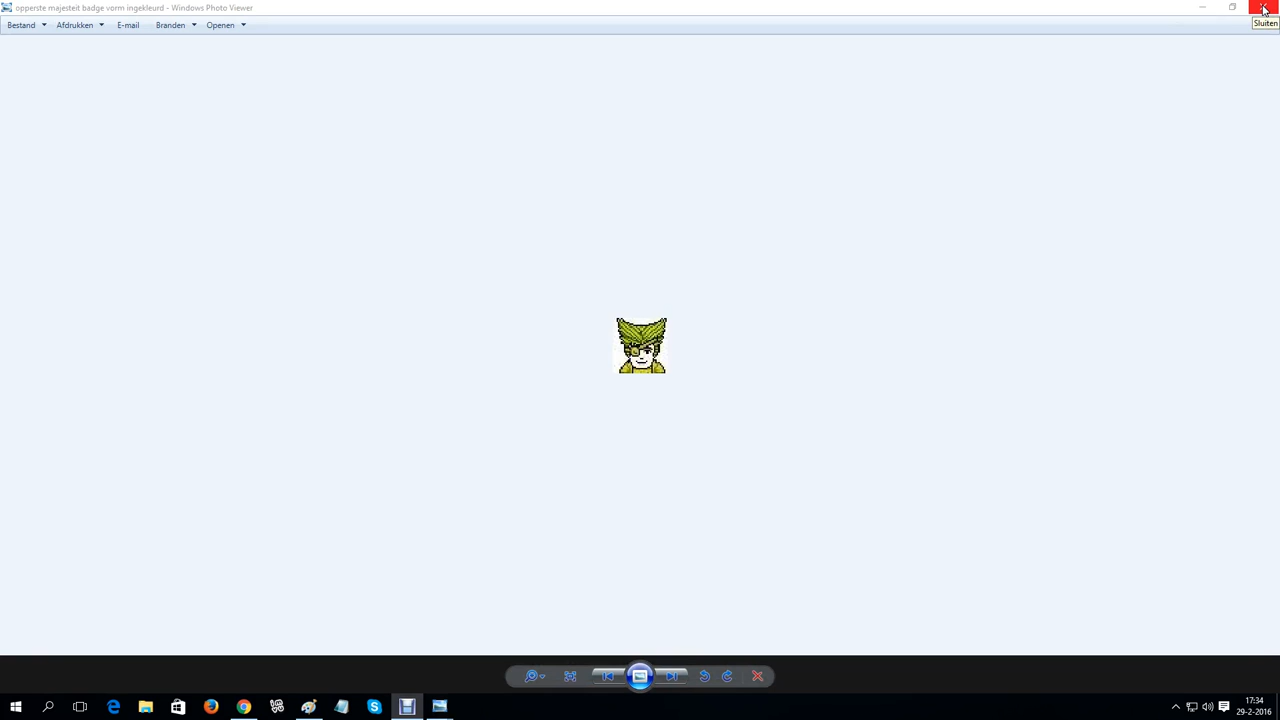 opperste majesteit badge vorm ingekleurd - Windows Photo Viewer
Bestand Afdrukken E-mail Branden Openen
Sluiten
17:34
29-2-2016